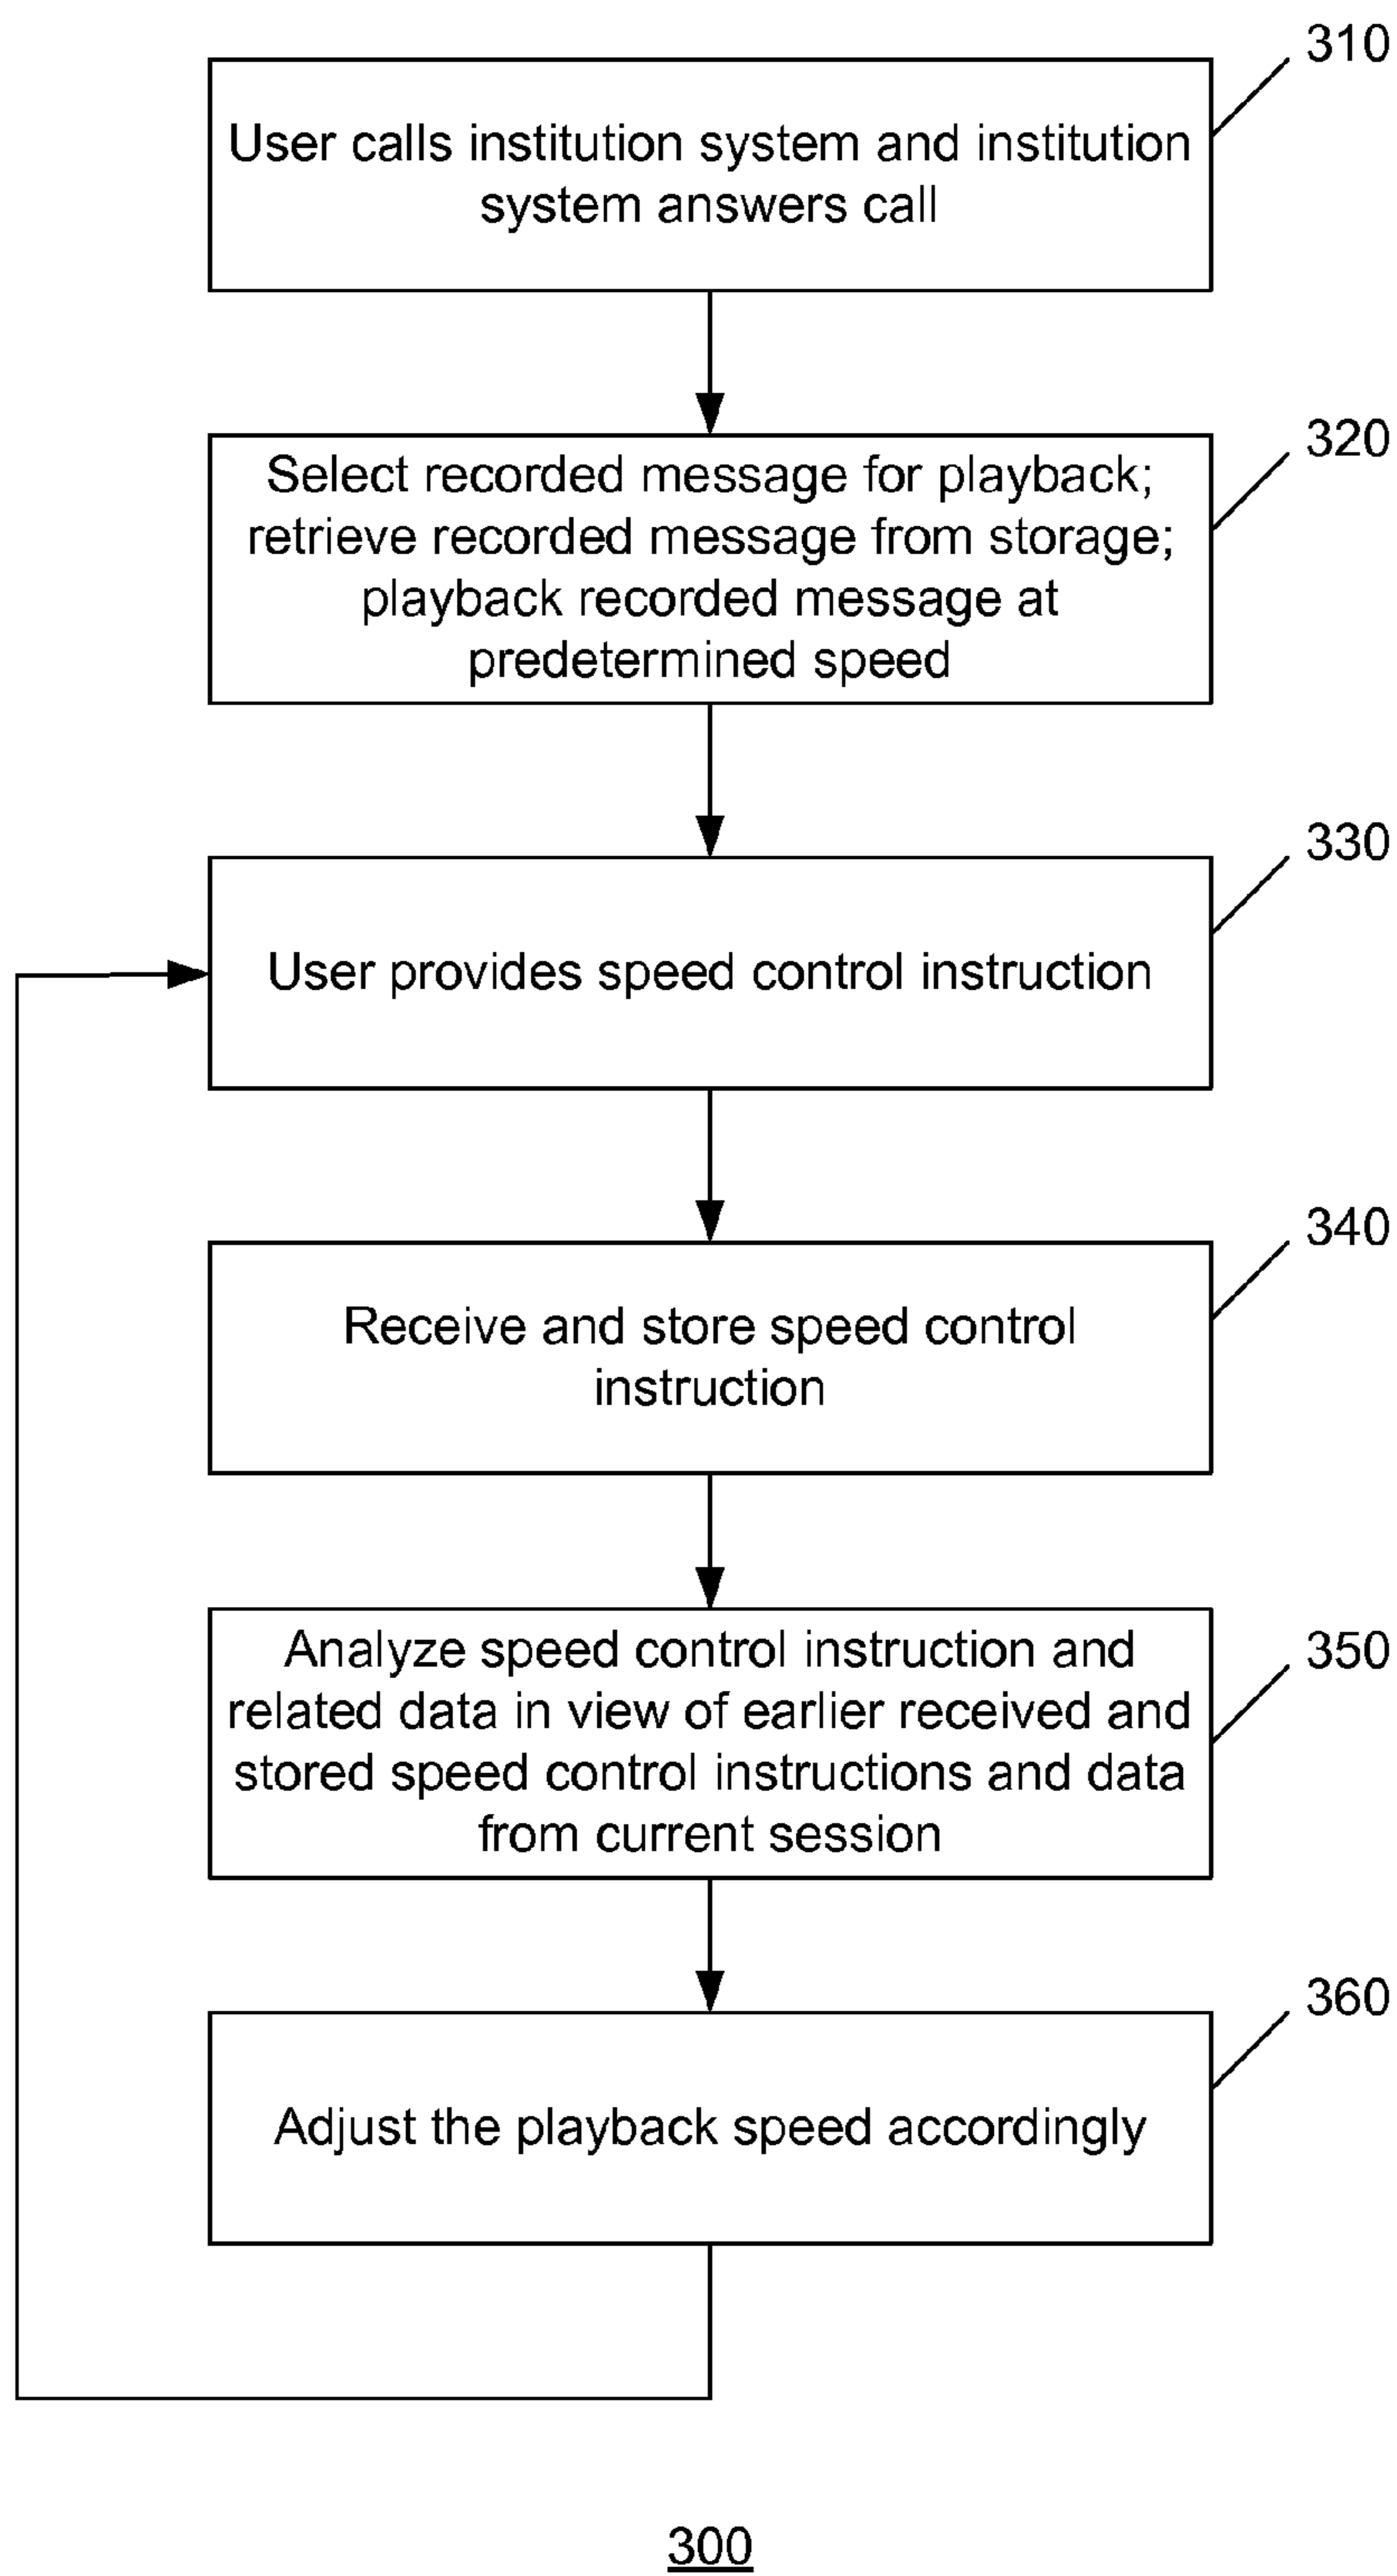 310
User calls institution system and institution
system answers call
320
Select recorded message for playback;
retrieve recorded message from storage;
playback recorded message at
predetermined speed
330
User provides speed control instruction
340
Receive and store speed control
instruction
350
Analyze speed control instruction and
related data in view of earlier received and
stored speed control instructions and data
from current session
360
Adjust the playback speed accordingly
300